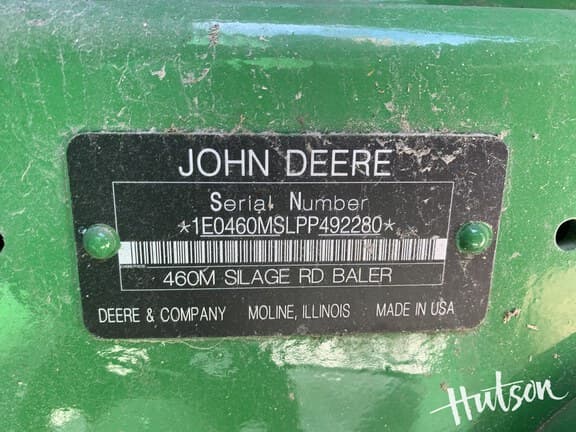 JOHN DEERE
Serial Number
*1E0460MSLPP492280*
460M SILAGE RD BALER
DEERE & COMPANY MOLINE, ILLINOIS MADE IN USA
Hutson